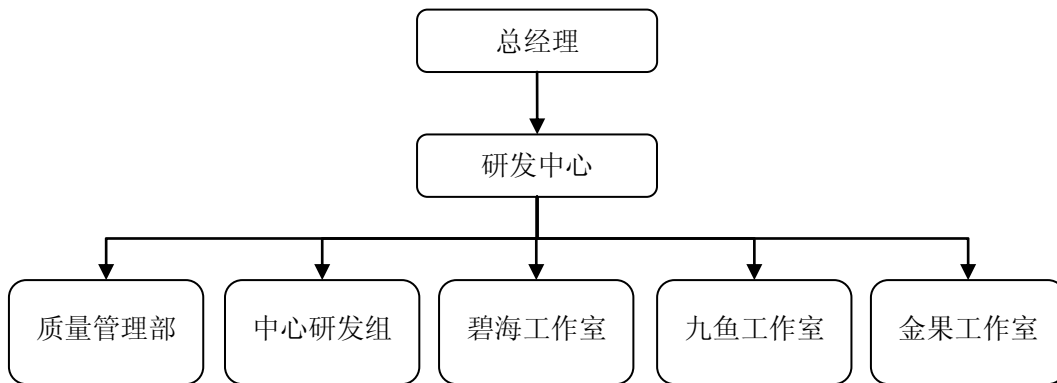 总经理
研发中心
质量管理部
中心研发组
碧海工作室
九鱼工作室
金果工作室